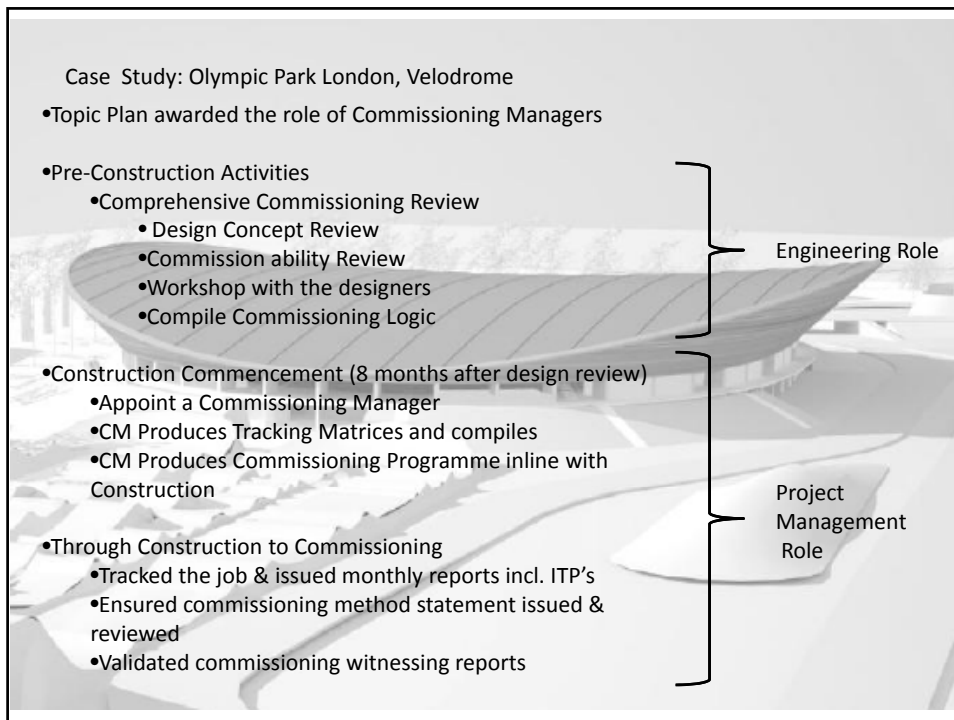 Case Study: Olympic Park London, Velodrome
•Topic Plan awarded the role of Commissioning Managers
•Pre-Construction Activities
•Comprehensive Commissioning Review
• Design Concept Review
•Commission ability Review
•Workshop with the designers
•Compile Commissioning Logic
Engineering Role
•Construction Commencement (8 months after design review)
•Appoint a Commissioning Manager
•CM Produces Tracking Matrices and compiles
•CM Produces Commissioning Programme inline with
Construction
•Through Construction to Commissioning
•Tracked the job & issued monthly reports incl. ITP’s
•Ensured commissioning method statement issued &
reviewed
•Validated commissioning witnessing reports
Project
Management
Role